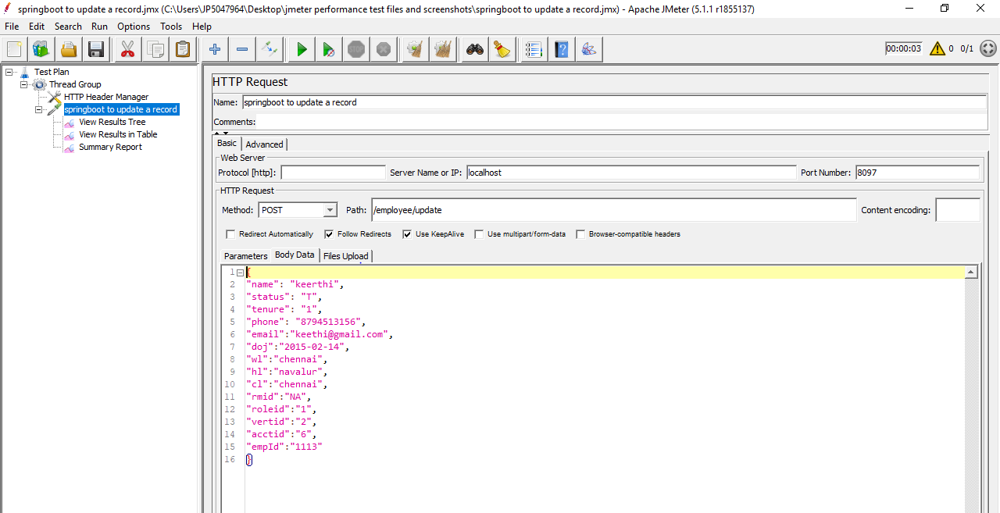 springboot to update a record.jmx (C:\Users\JP5047964\Desktop\jmeter performance test files and screenshots\springboot to update a record.jmx) - Apache JMeter (5.1.1 r1855137)
File Edit Search Run Options Tools Help
STOP 00:00:03 0 0/1
Test Plan
Thread Group
HTTP Header Manager
springboot to update a record
View Results Tree
View Results in Table
Summary Report
HTTP Request
Name: springboot to update a record
Comments:
Basic Advanced
Web Server
Protocol [http]: Server Name or IP: localhost Port Number: 8097
HTTP Request
Method: POST Path: /employee/update Content encoding:
Redirect Automatically Follow Redirects Use KeepAlive Use multipart/form-data Browser-compatible headers
Parameters Body Data Files Upload
1 {
2 "name": "keerthi",
3 "status": "T",
4 "tenure": "1",
5 "phone": "8794513156",
6 "email":"keethi@gmail.com",
7 "doj":"2015-02-14",
8 "wl":"chennai",
9 "hl":"navalur",
10 "cl":"chennai",
11 "rmid":"NA",
12 "roleid":"1",
13 "vertid":"2",
14 "acctid":"6",
15 "empId":"1113"
16 }